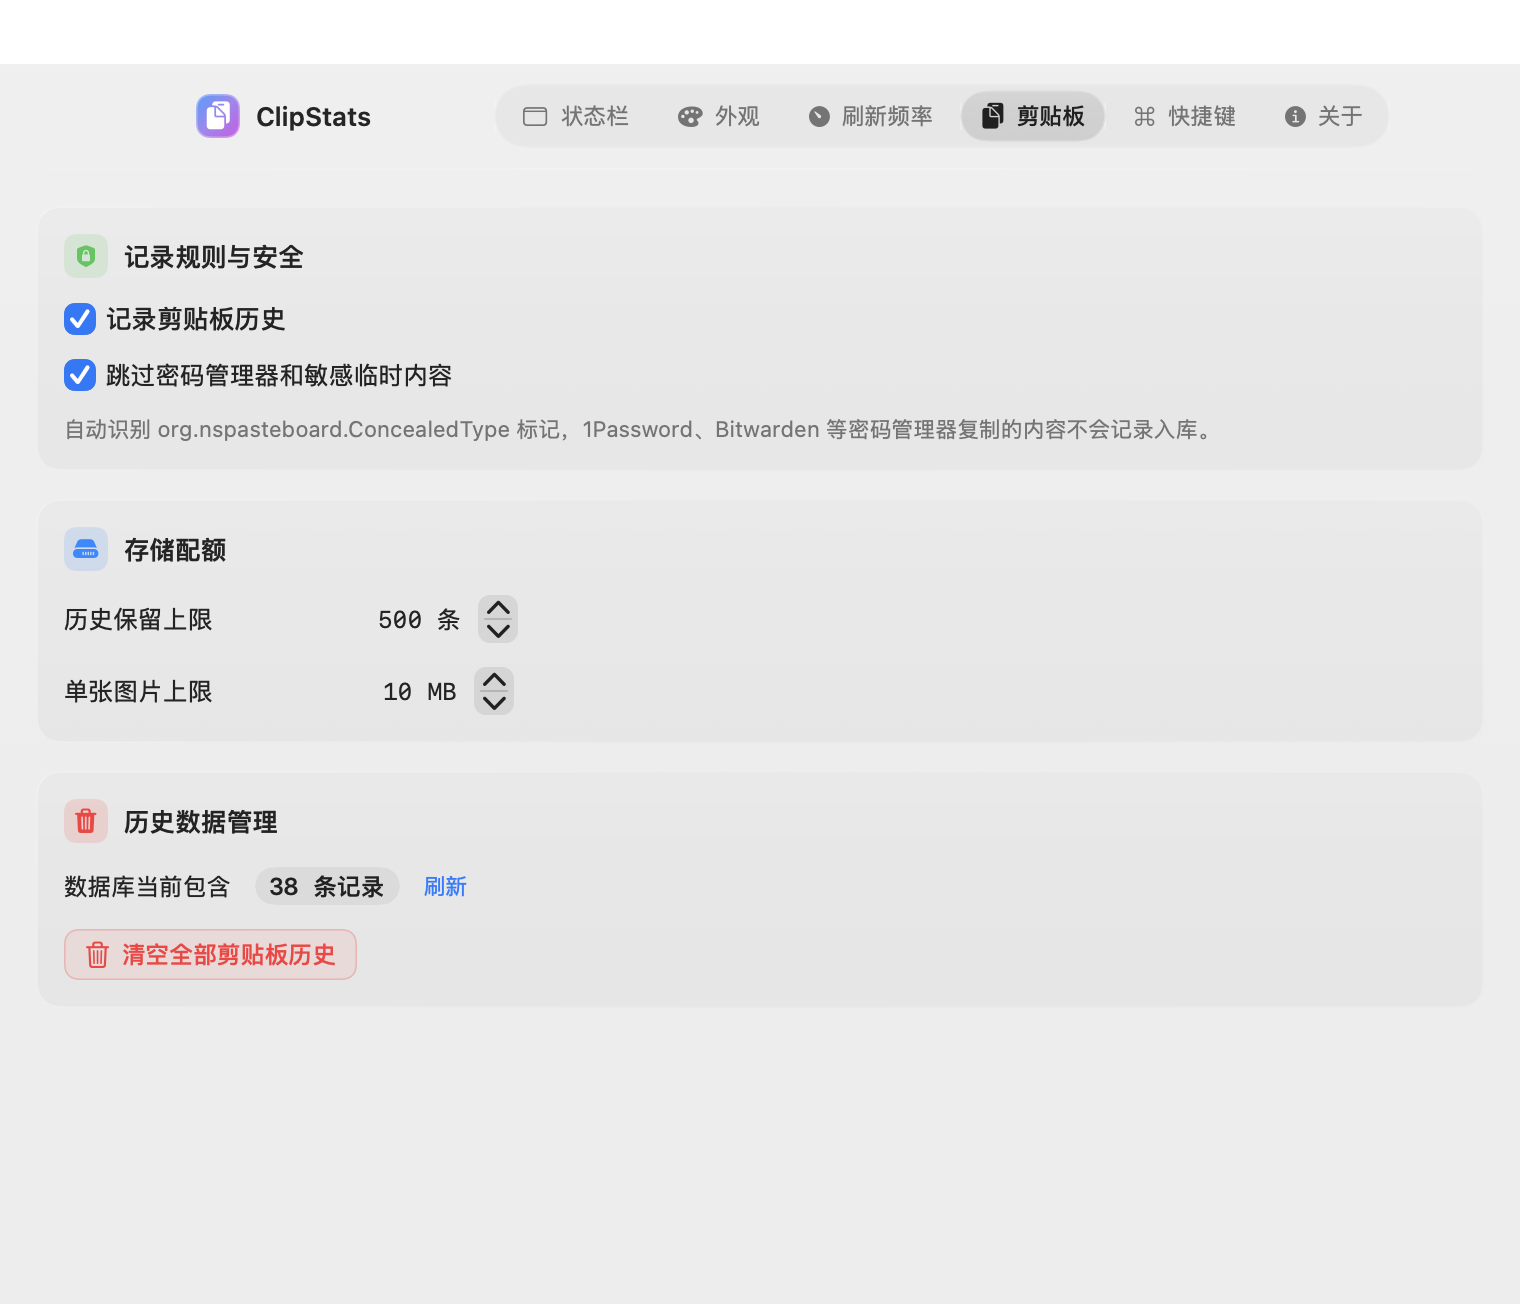 ClipStats
状态栏 外观 刷新频率 剪贴板 快捷键 关于
记录规则与安全
记录剪贴板历史
跳过密码管理器和敏感临时内容
自动识别 org.nspasteboard.ConcealedType 标记，1Password、Bitwarden 等密码管理器复制的内容不会记录入库。
存储配额
历史保留上限 500 条
单张图片上限 10 MB
历史数据管理
数据库当前包含 38 条记录 刷新
清空全部剪贴板历史